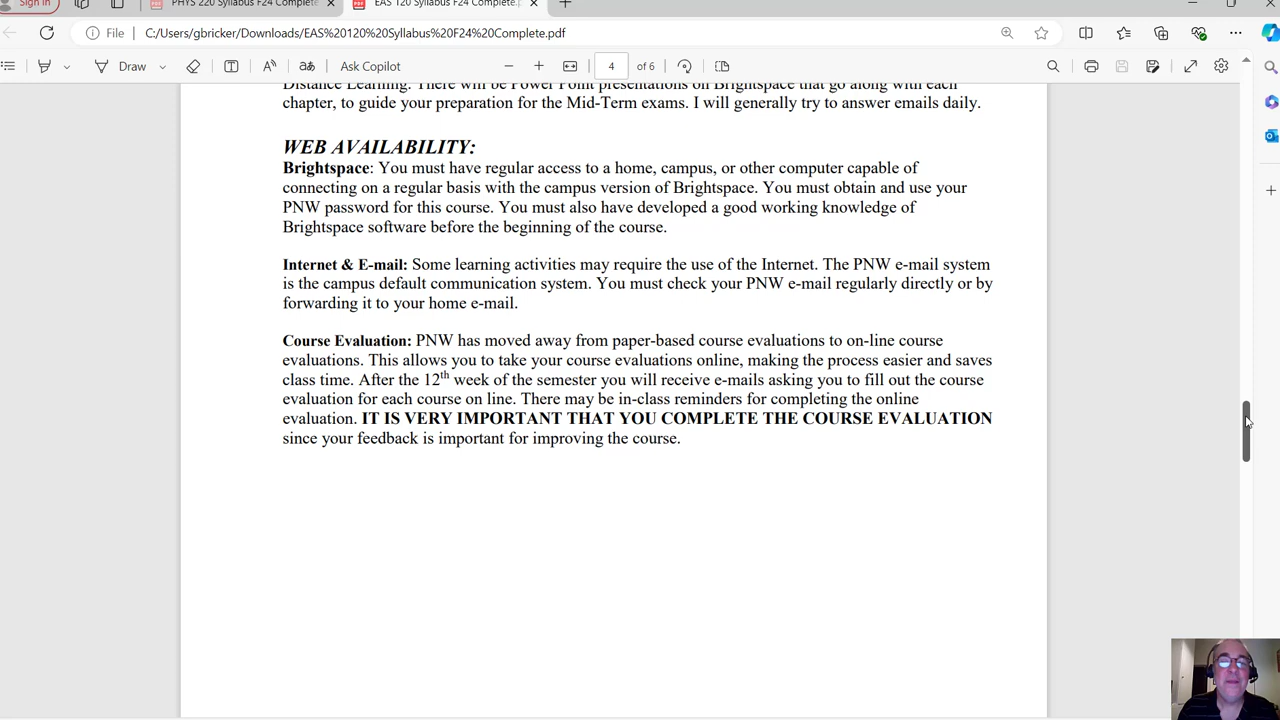 Sign in
PHYS 220 Syllabus F24 Complete
EAS 120 Syllabus F24 Complete.p
File
C:/Users/gbricker/Downloads/EAS%20120%20Syllabus%20F24%20Complete.pdf
Draw
Ask Copilot
4 of 6
Distance Learning. There will be Power Point presentations on Brightspace that go along with each
chapter, to guide your preparation for the Mid-Term exams. I will generally try to answer emails daily.
WEB AVAILABILITY:
Brightspace: You must have regular access to a home, campus, or other computer capable of
connecting on a regular basis with the campus version of Brightspace. You must obtain and use your
PNW password for this course. You must also have developed a good working knowledge of
Brightspace software before the beginning of the course.
Internet & E-mail: Some learning activities may require the use of the Internet. The PNW e-mail system
is the campus default communication system. You must check your PNW e-mail regularly directly or by
forwarding it to your home e-mail.
Course Evaluation: PNW has moved away from paper-based course evaluations to on-line course
evaluations. This allows you to take your course evaluations online, making the process easier and saves
class time. After the 12th week of the semester you will receive e-mails asking you to fill out the course
evaluation for each course on line. There may be in-class reminders for completing the online
evaluation. IT IS VERY IMPORTANT THAT YOU COMPLETE THE COURSE EVALUATION
since your feedback is important for improving the course.